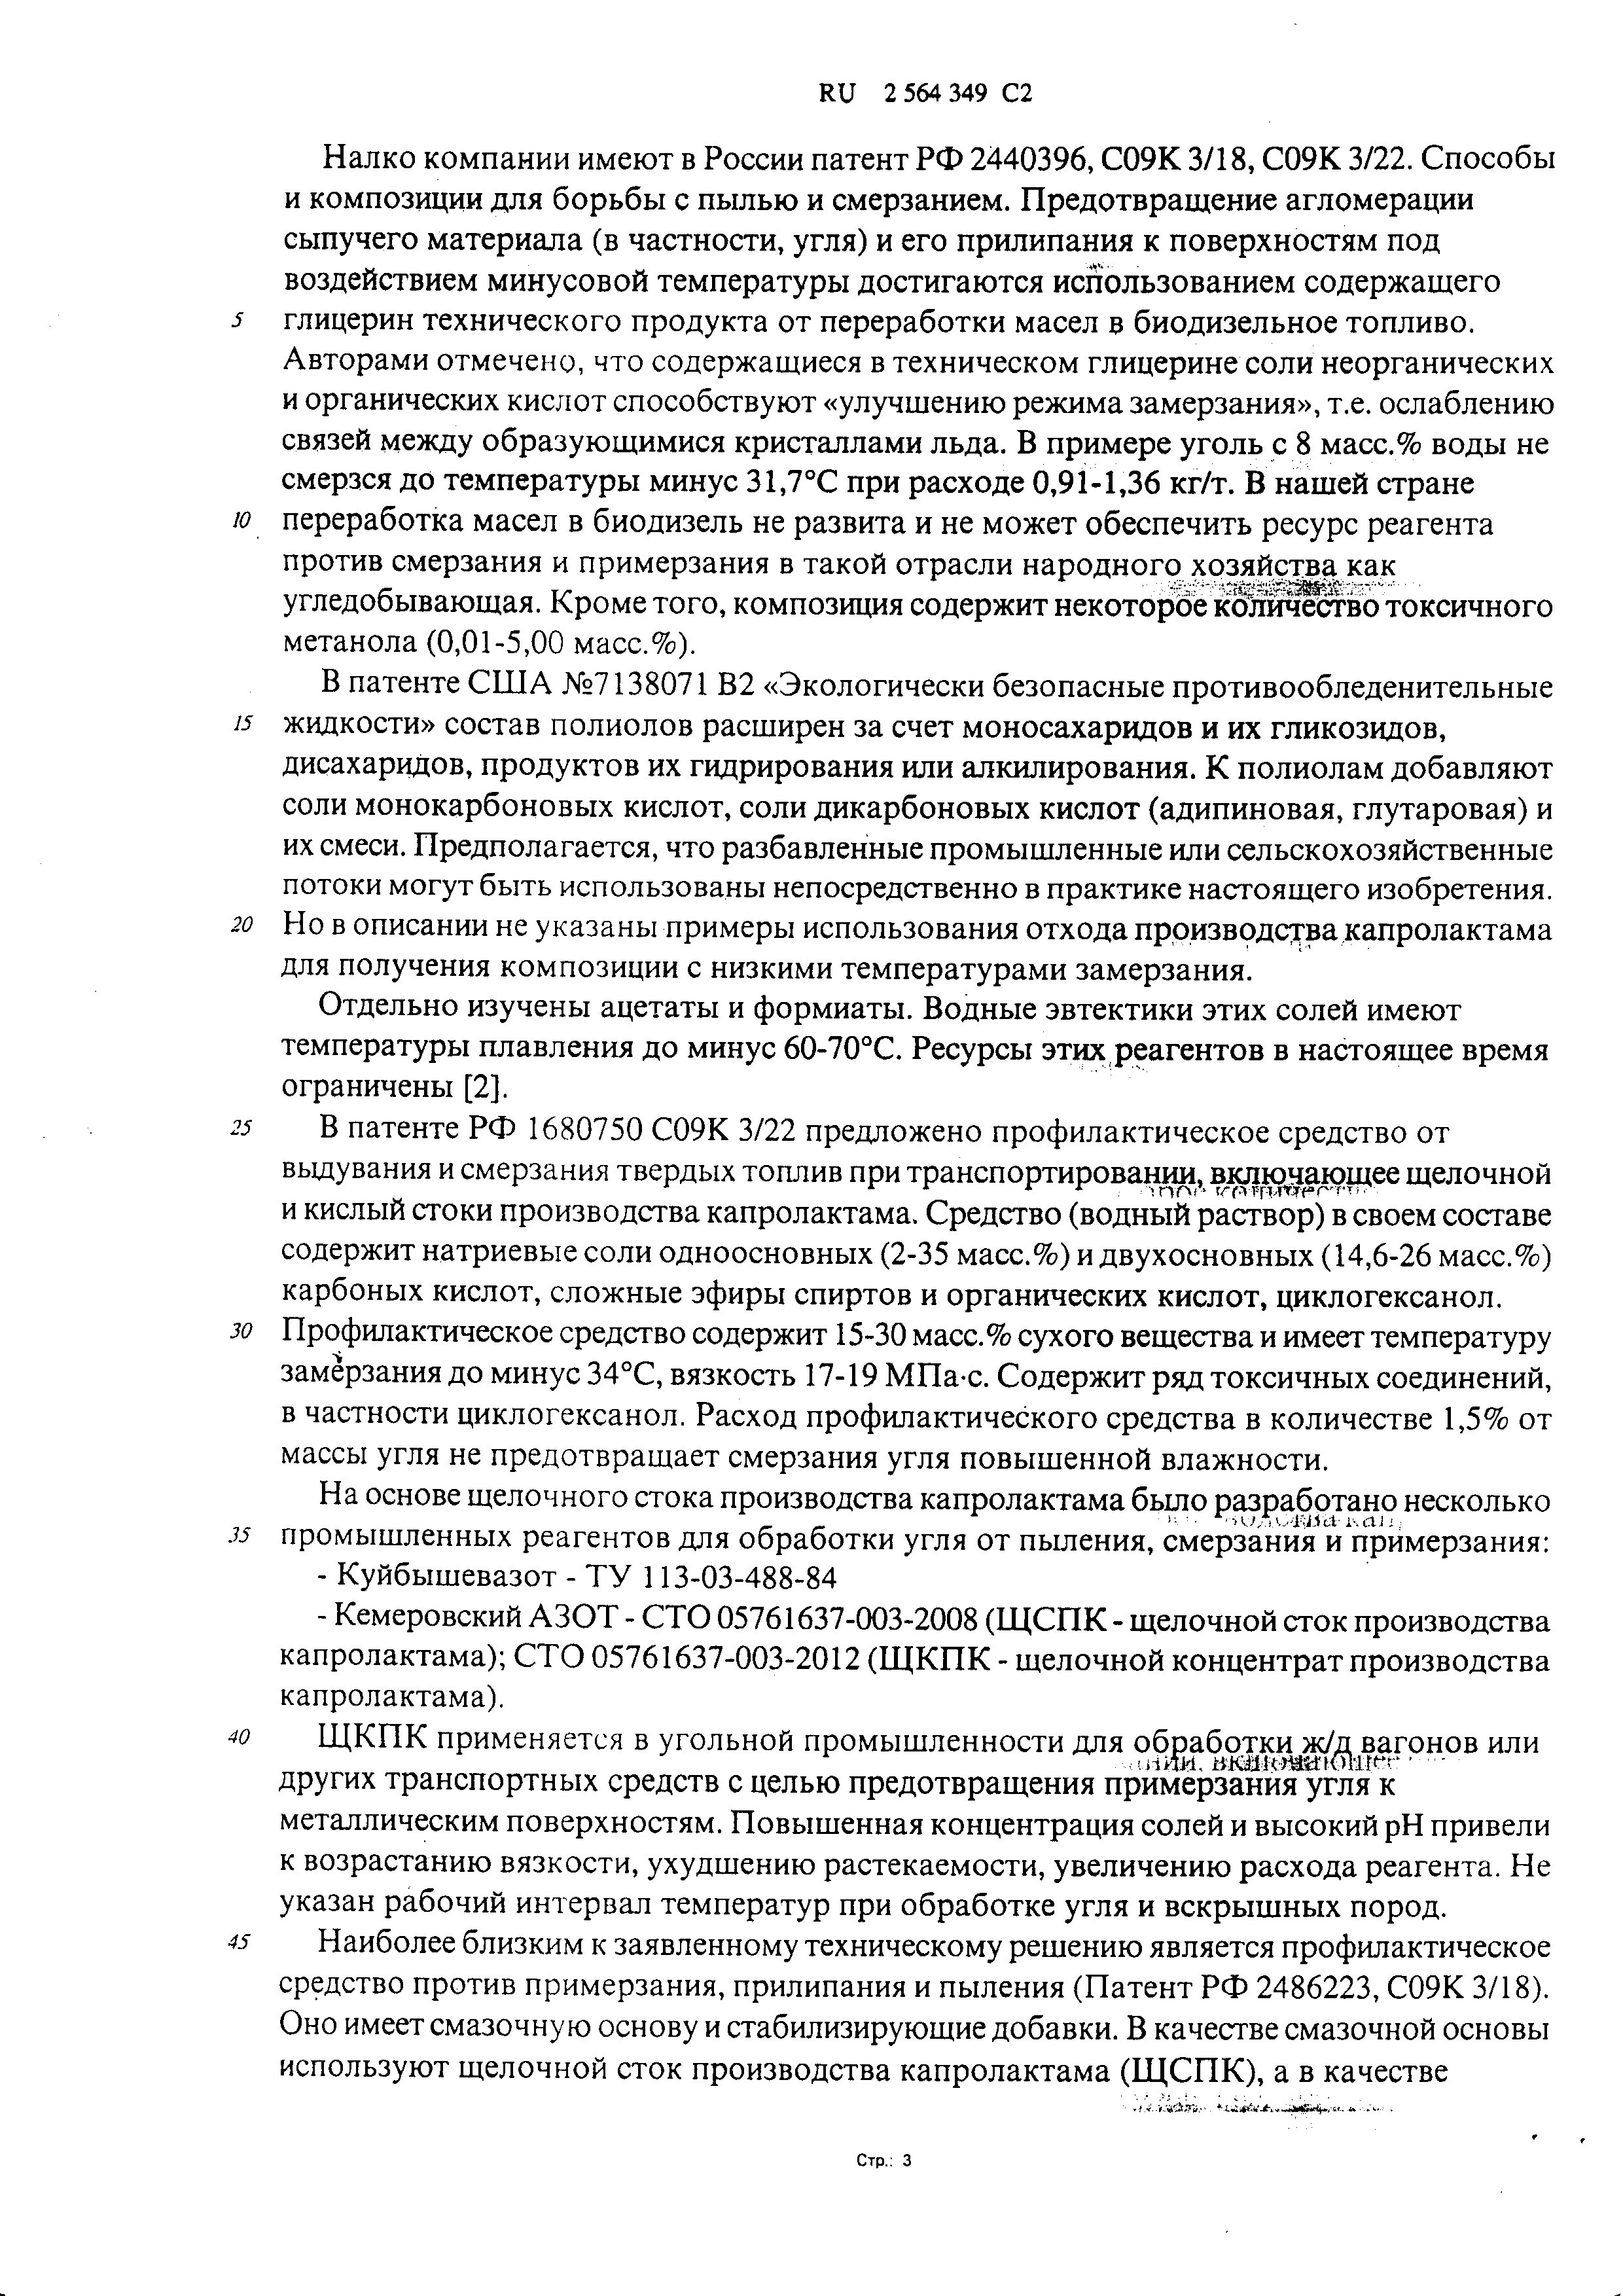 RU 2 564 349 C2
Налко компании имеют в России патент РФ 2440396, C09K 3/18, C09K 3/22. Способы
и композиции для борьбы с пылью и смерзанием. Предотвращение агломерации
сыпучего материала (в частности, угля) и его прилипания к поверхностям под
воздействием минусовой температуры достигаются использованием содержащего
5 глицерин технического продукта от переработки масел в биодизельное топливо.
Авторами отмечено, что содержащиеся в техническом глицерине соли неорганических
и органических кислот способствуют «улучшению режима замерзания», т.е. ослаблению
связей между образующимися кристаллами льда. В примере уголь с 8 масс.% воды не
смерзся до температуры минус 31,7°С при расходе 0,91-1,36 кг/т. В нашей стране
10 переработка масел в биодизель не развита и не может обеспечить ресурс реагента
против смерзания и примерзания в такой отрасли народного хозяйства как
угледобывающая. Кроме того, композиция содержит некоторое количество токсичного
метанола (0,01-5,00 масс.%).
В патенте США №7138071 B2 «Экологически безопасные противообледенительные
15 жидкости» состав полиолов расширен за счет моносахаридов и их гликозидов,
дисахаридов, продуктов их гидрирования или алкилирования. К полиолам добавляют
соли монокарбоновых кислот, соли дикарбоновых кислот (адипиновая, глутаровая) и
их смеси. Предполагается, что разбавленные промышленные или сельскохозяйственные
потоки могут быть использованы непосредственно в практике настоящего изобретения.
20 Но в описании не указаны примеры использования отхода производства капролактама
для получения композиции с низкими температурами замерзания.
Отдельно изучены ацетаты и формиаты. Водные эвтектики этих солей имеют
температуры плавления до минус 60-70°С. Ресурсы этих реагентов в настоящее время
ограничены [2].
25 В патенте РФ 1680750 C09K 3/22 предложено профилактическое средство от
выдувания и смерзания твердых топлив при транспортировании, включающее щелочной
и кислый стоки производства капролактама. Средство (водный раствор) в своем составе
содержит натриевые соли одноосновных (2-35 масс.%) и двухосновных (14,6-26 масс.%)
карбоных кислот, сложные эфиры спиртов и органических кислот, циклогексанол.
30 Профилактическое средство содержит 15-30 масс.% сухого вещества и имеет температуру
замерзания до минус 34°С, вязкость 17-19 МПа·с. Содержит ряд токсичных соединений,
в частности циклогексанол. Расход профилактического средства в количестве 1,5% от
массы угля не предотвращает смерзания угля повышенной влажности.
На основе щелочного стока производства капролактама было разработано несколько
35 промышленных реагентов для обработки угля от пыления, смерзания и примерзания:
- Куйбышевазот - ТУ 113-03-488-84
- Кемеровский АЗОТ - СТО 05761637-003-2008 (ЩСПК - щелочной сток производства
капролактама); СТО 05761637-003-2012 (ЩКПК - щелочной концентрат производства
капролактама).
40 ЩКПК применяется в угольной промышленности для обработки ж/д вагонов или
других транспортных средств с целью предотвращения примерзания угля к
металлическим поверхностям. Повышенная концентрация солей и высокий pH привели
к возрастанию вязкости, ухудшению растекаемости, увеличению расхода реагента. Не
указан рабочий интервал температур при обработке угля и вскрышных пород.
45 Наиболее близким к заявленному техническому решению является профилактическое
средство против примерзания, прилипания и пыления (Патент РФ 2486223, C09K 3/18).
Оно имеет смазочную основу и стабилизирующие добавки. В качестве смазочной основы
используют щелочной сток производства капролактама (ЩСПК), а в качестве
Стр.: 3